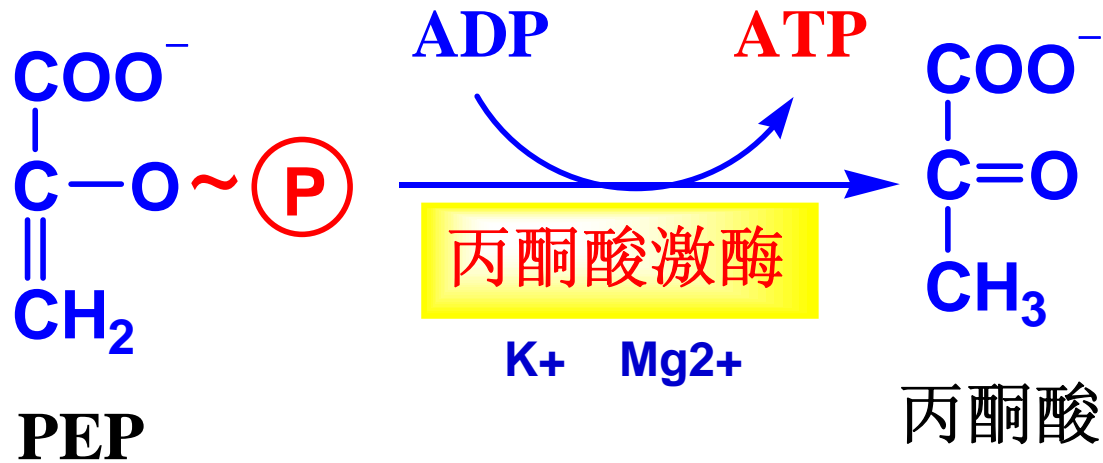 ADP ATP
COO⁻ COO⁻
C—O~P C=O
丙酮酸激酶
CH₂ CH₃
K+ Mg2+
PEP 丙酮酸